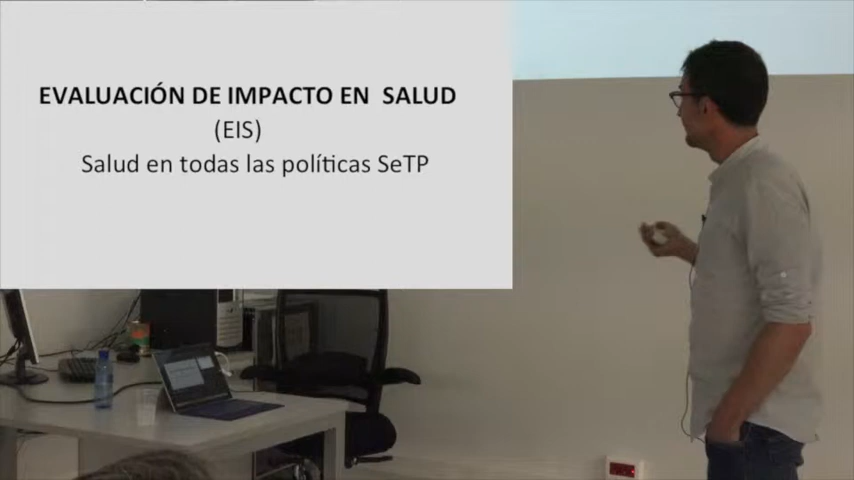 EVALUACIÓN DE IMPACTO EN SALUD
(EIS)
Salud en todas las políticas SeTP